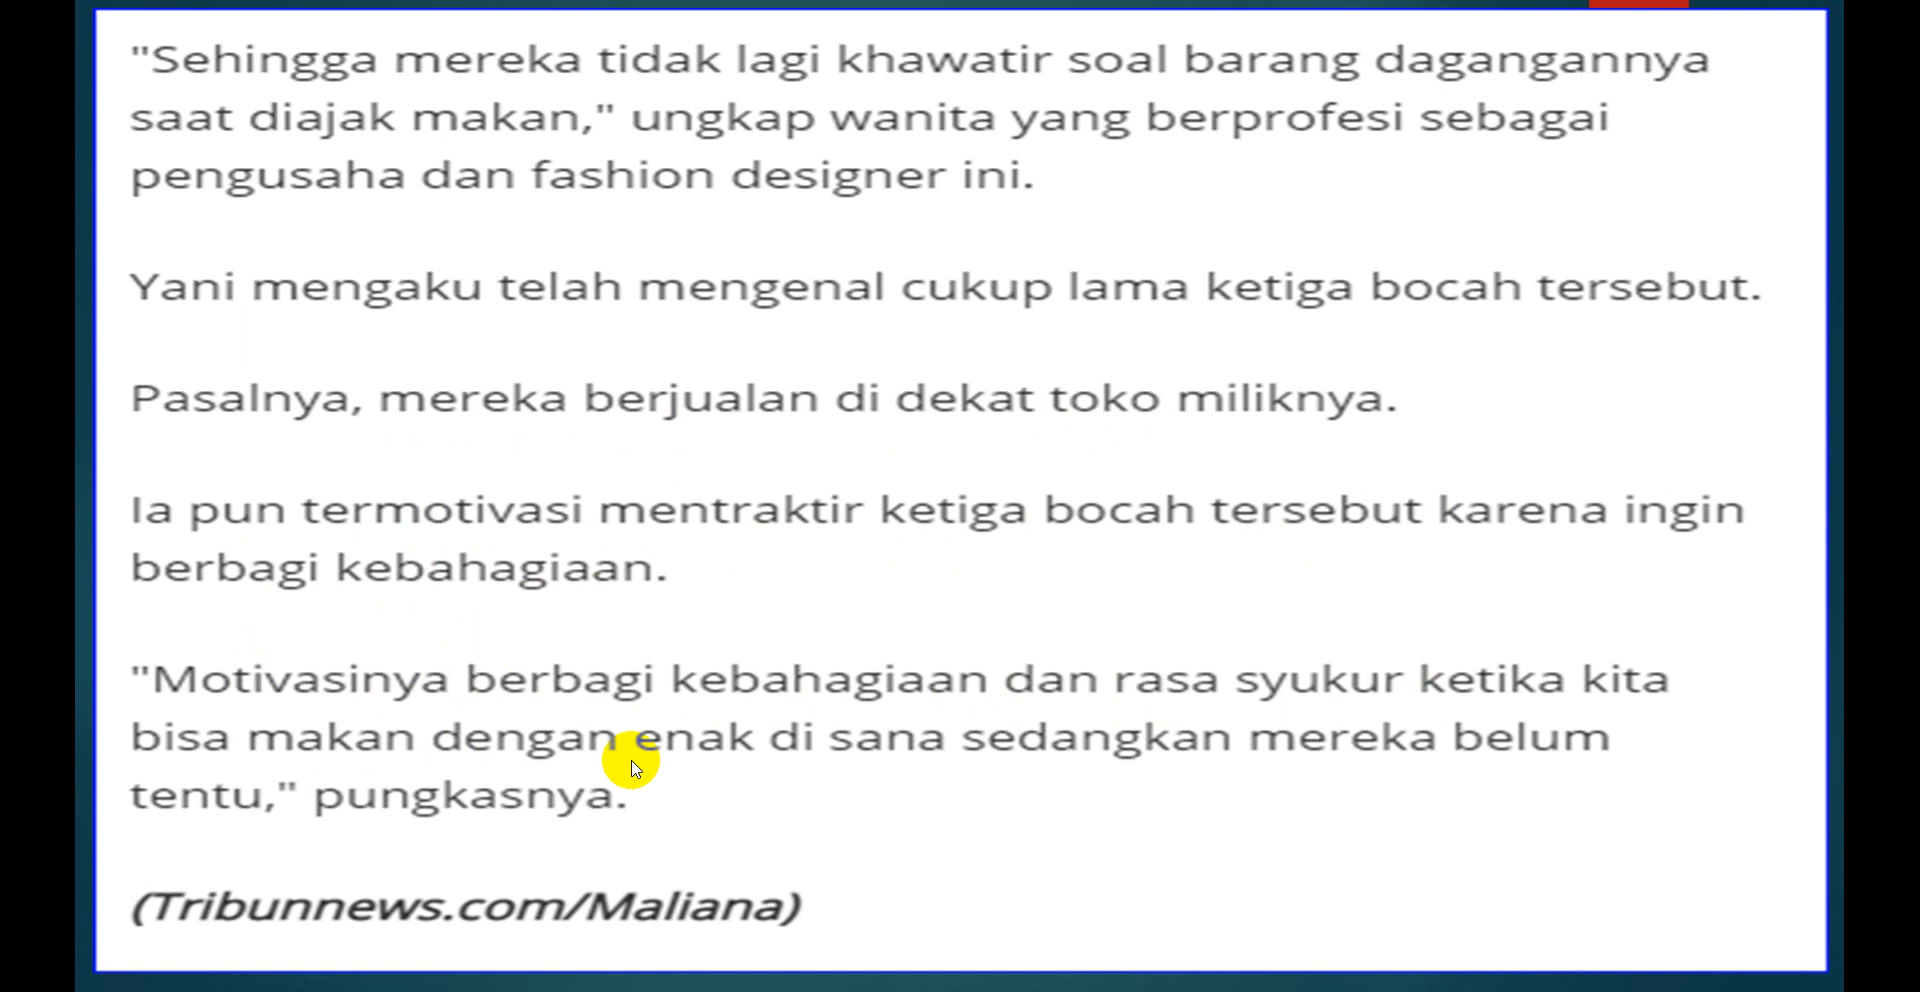 "Sehingga mereka tidak lagi khawatir soal barang dagangannya
saat diajak makan," ungkap wanita yang berprofesi sebagai
pengusaha dan fashion designer ini.
Yani mengaku telah mengenal cukup lama ketiga bocah tersebut.
Pasalnya, mereka berjualan di dekat toko miliknya.
Ia pun termotivasi mentraktir ketiga bocah tersebut karena ingin
berbagi kebahagiaan.
"Motivasinya berbagi kebahagiaan dan rasa syukur ketika kita
bisa makan dengan enak di sana sedangkan mereka belum
tentu," pungkasnya.
(Tribunnews.com/Maliana)